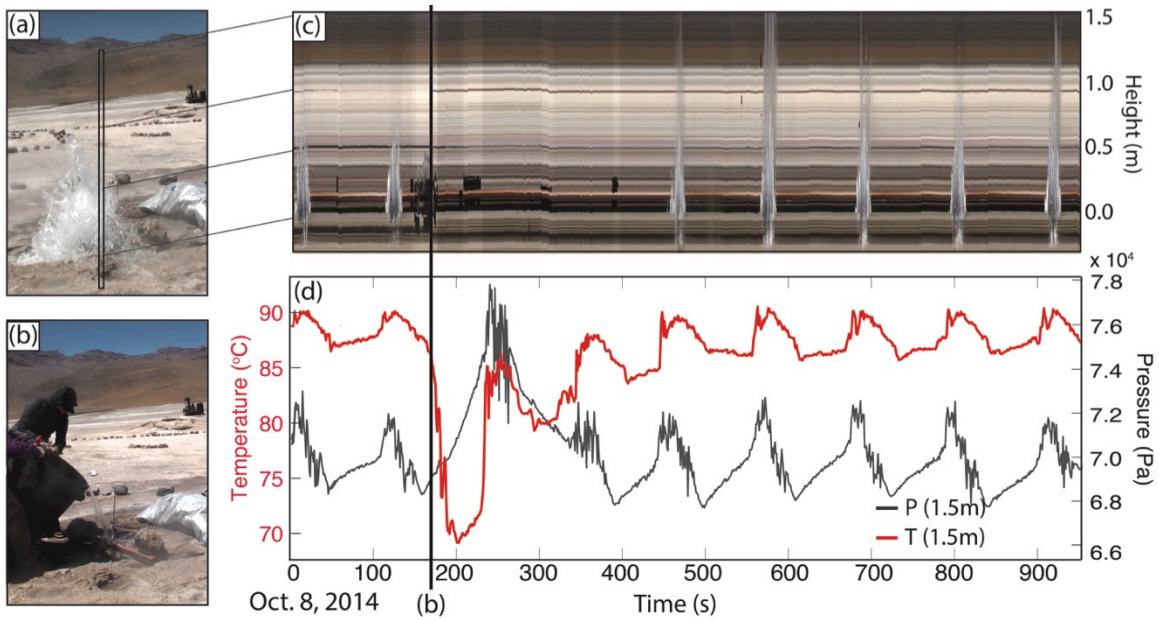 (a)
(b)
(c)
1.5
1.0
0.5
0.0
Height (m)
x 10⁴
(d)
90
85
80
75
70
Temperature (ºC)
7.8
7.6
7.4
7.2
7.0
6.8
6.6
Pressure (Pa)
P (1.5m)
T (1.5m)
0 100 200 300 400 500 600 700 800 900
Oct. 8, 2014 (b) Time (s)